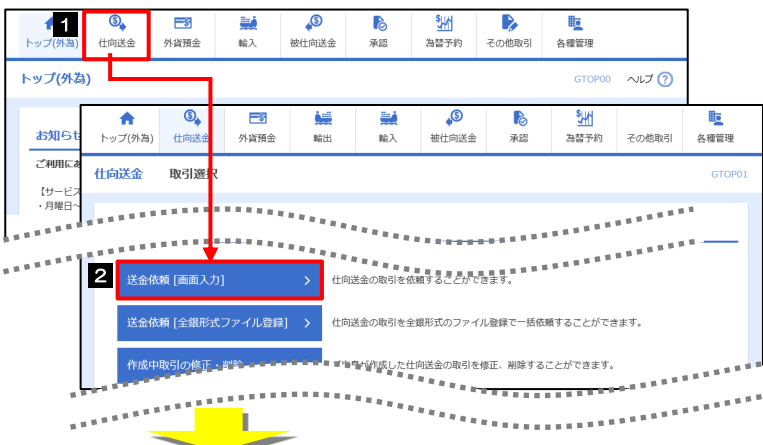 1
トップ(外為) 仕向送金 外貨預金 輸入 被仕向送金 承認 為替予約 その他取引 各種管理
トップ(外為) GTOP00 ヘルプ ?
お知らせ
トップ(外為) 仕向送金 外貨預金 輸出 輸入 被仕向送金 承認 為替予約 その他取引 各種管理
ご利用にあ
仕向送金 取引選択 GTOP01
【サービス
・月曜日~
2
送金依頼 [画面入力] 仕向送金の取引を依頼することができます。
送金依頼 [全銀形式ファイル登録] 仕向送金の取引を全銀形式のファイル登録で一括依頼することができます。
作成中取引の修正・削除 が作成した仕向送金の取引を修正、削除することができます。